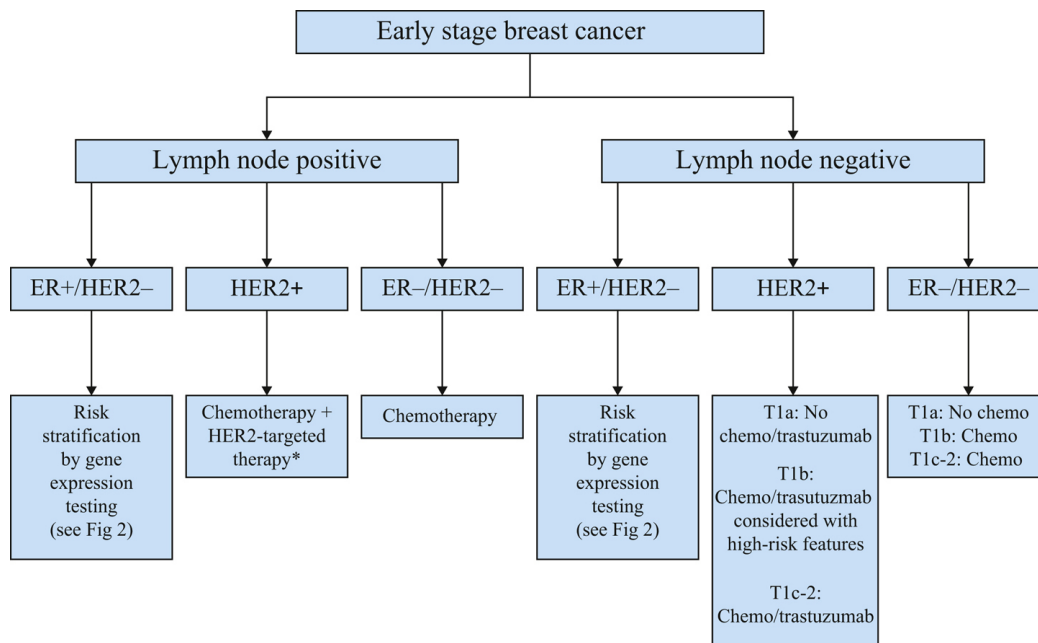 Early stage breast cancer
Lymph node positive
Lymph node negative
ER+/HER2–
HER2+
ER–/HER2–
ER+/HER2–
HER2+
ER–/HER2–
Risk
stratification
by gene
expression
testing
(see Fig 2)
Chemotherapy +
HER2-targeted
therapy*
Chemotherapy
Risk
stratification
by gene
expression
testing
(see Fig 2)
T1a: No
chemo/trastuzumab
T1b:
Chemo/trasutuzmab
considered with
high-risk features
T1c-2:
Chemo/trastuzumab
T1a: No chemo
T1b: Chemo
T1c-2: Chemo